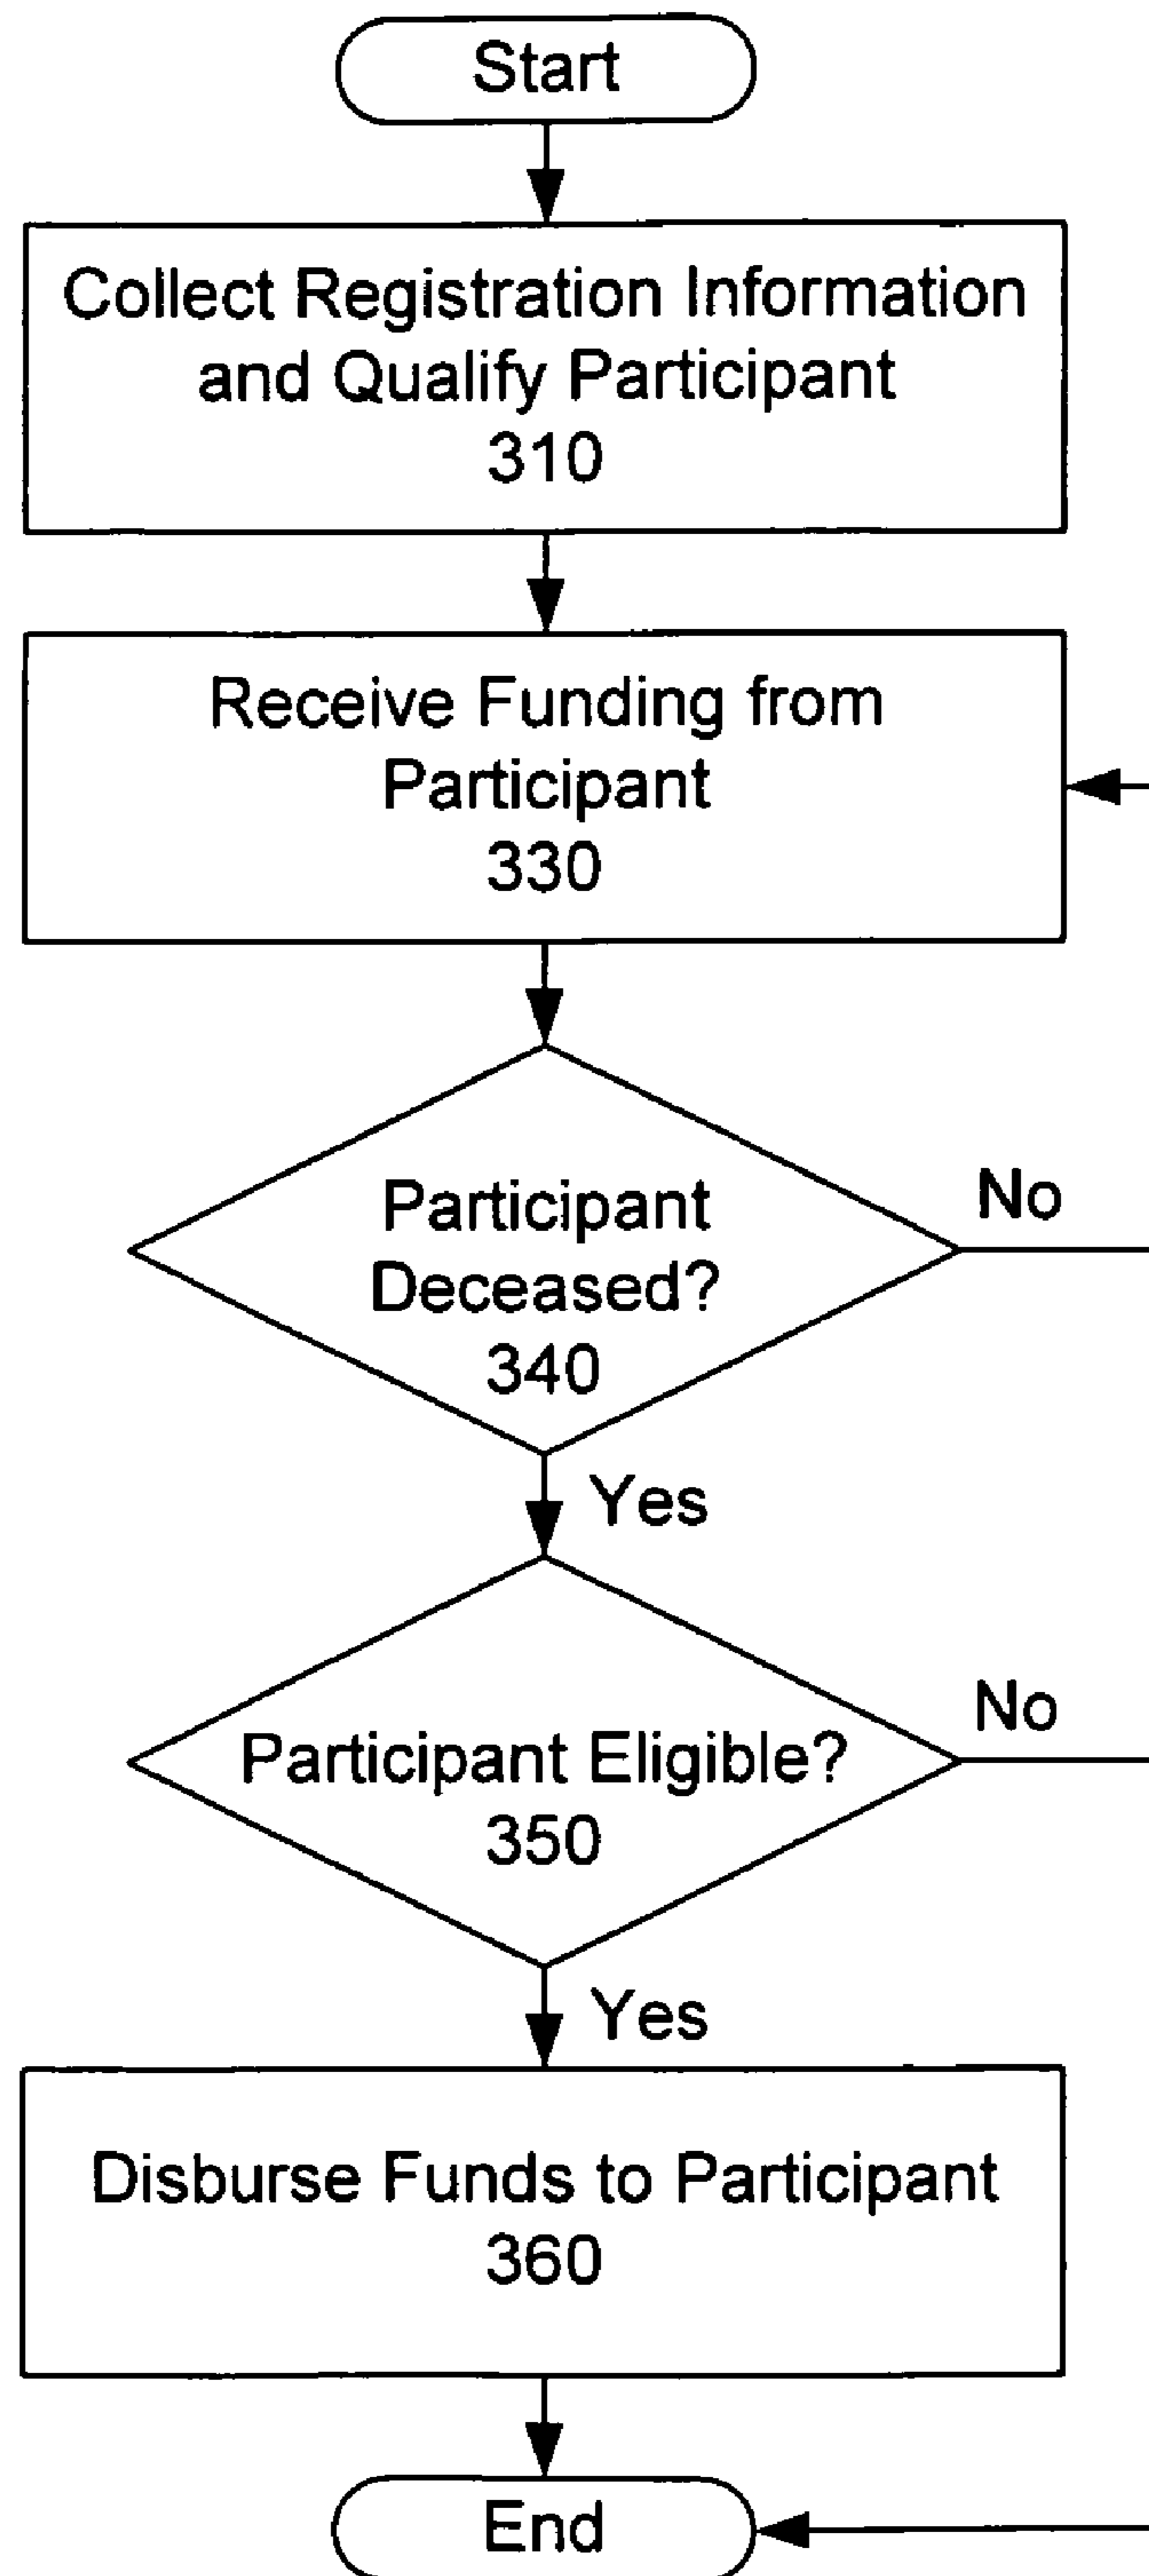 Start
Collect Registration Information
and Qualify Participant
310
Receive Funding from
Participant
330
Participant
Deceased?
340
No
Yes
Participant Eligible?
350
No
Yes
Disburse Funds to Participant
360
End